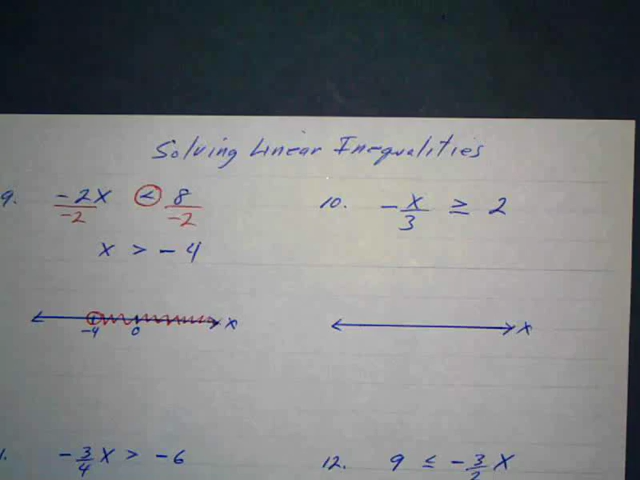 Solving Linear Inequalities
9. -2x < 8
-2 -2
x > -4
-4 0 x
10. -x/3 ≥ 2
x
1. -3/4 x > -6
12. 9 ≤ -3/2 x